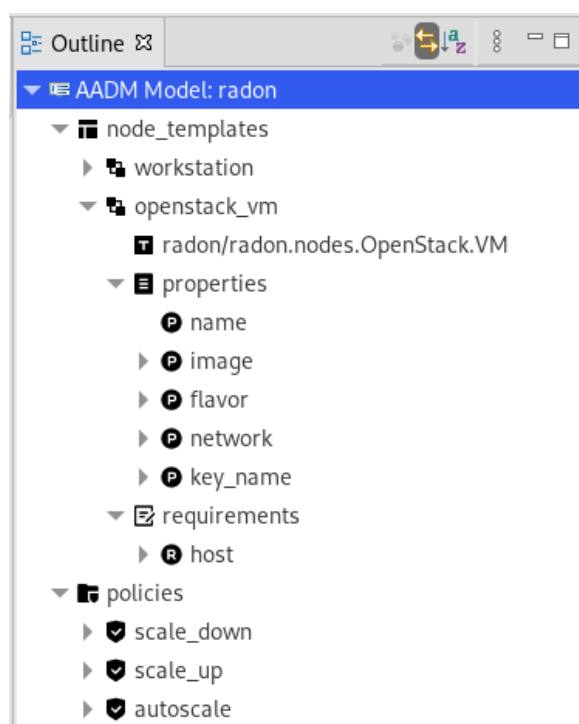 Outline
AADM Model: radon
node_templates
workstation
openstack_vm
T radon/radon.nodes.OpenStack.VM
properties
P name
P image
P flavor
P network
P key_name
requirements
R host
policies
scale_down
scale_up
autoscale